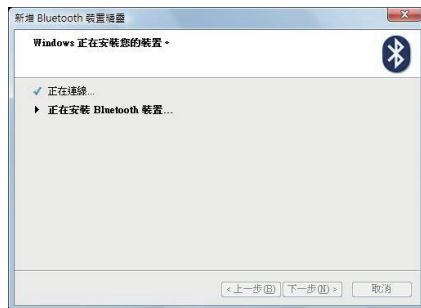 新增 Bluetooth 裝置精靈
Windows 正在安裝您的裝置。
正在連線...
正在安裝 Bluetooth 裝置...
<上一步(B) 下一步(N)> 取消